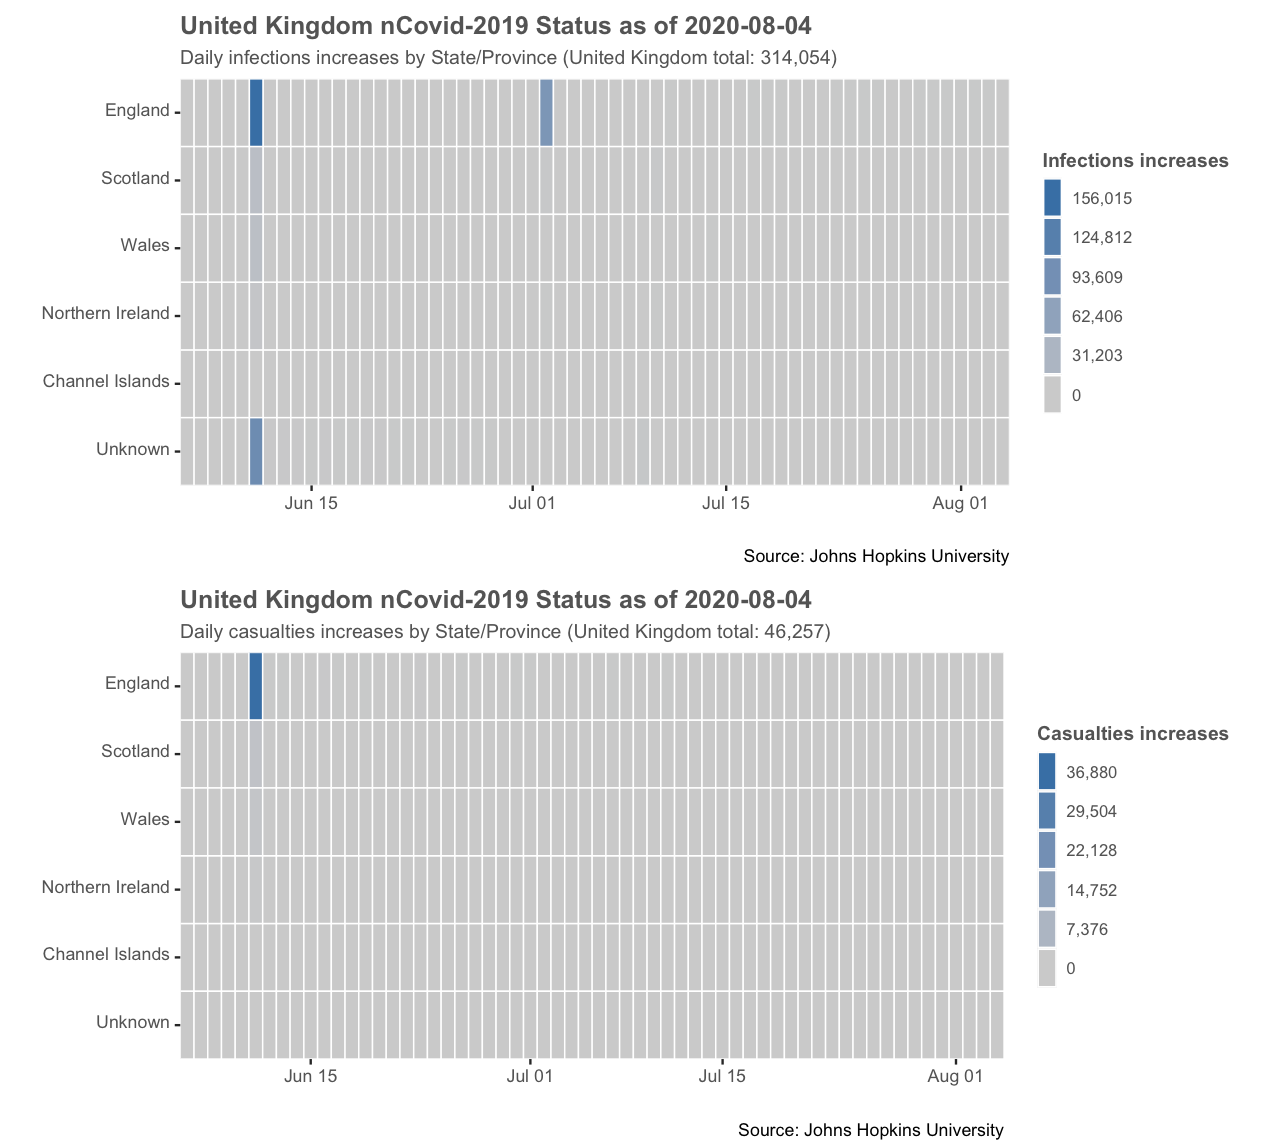 United Kingdom nCovid-2019 Status as of 2020-08-04
Daily infections increases by State/Province (United Kingdom total: 314,054)
England
Scotland
Wales
Northern Ireland
Channel Islands
Unknown
Jun 15
Jul 01
Jul 15
Aug 01
Infections increases
156,015
124,812
93,609
62,406
31,203
0
Source: Johns Hopkins University
United Kingdom nCovid-2019 Status as of 2020-08-04
Daily casualties increases by State/Province (United Kingdom total: 46,257)
England
Scotland
Wales
Northern Ireland
Channel Islands
Unknown
Jun 15
Jul 01
Jul 15
Aug 01
Casualties increases
36,880
29,504
22,128
14,752
7,376
0
Source: Johns Hopkins University